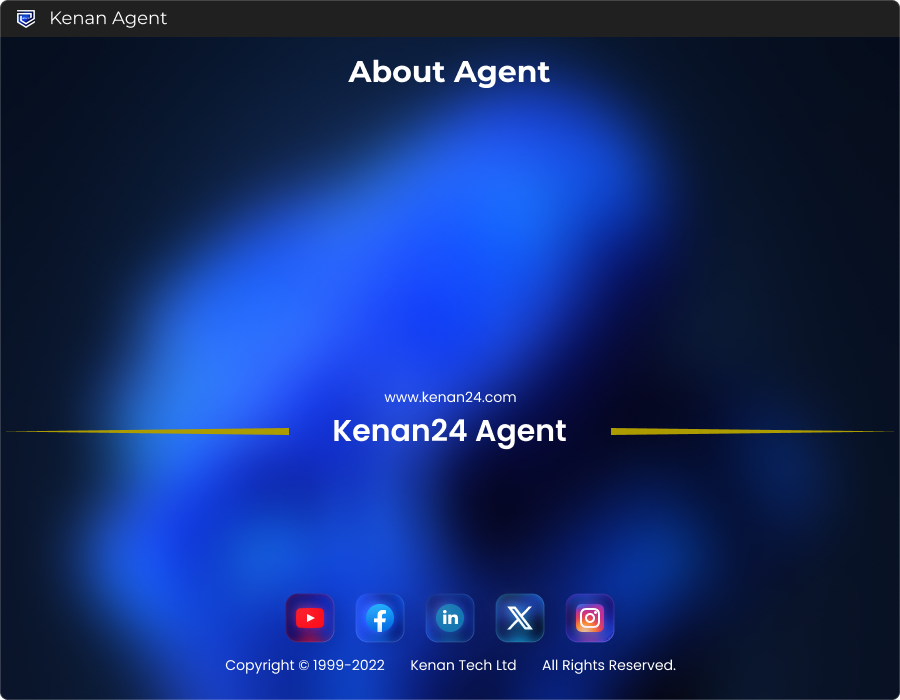 Kenan Agent
About Agent
www.kenan24.com
Kenan24 Agent
in
Copyright © 1999-2022 Kenan Tech Ltd All Rights Reserved.